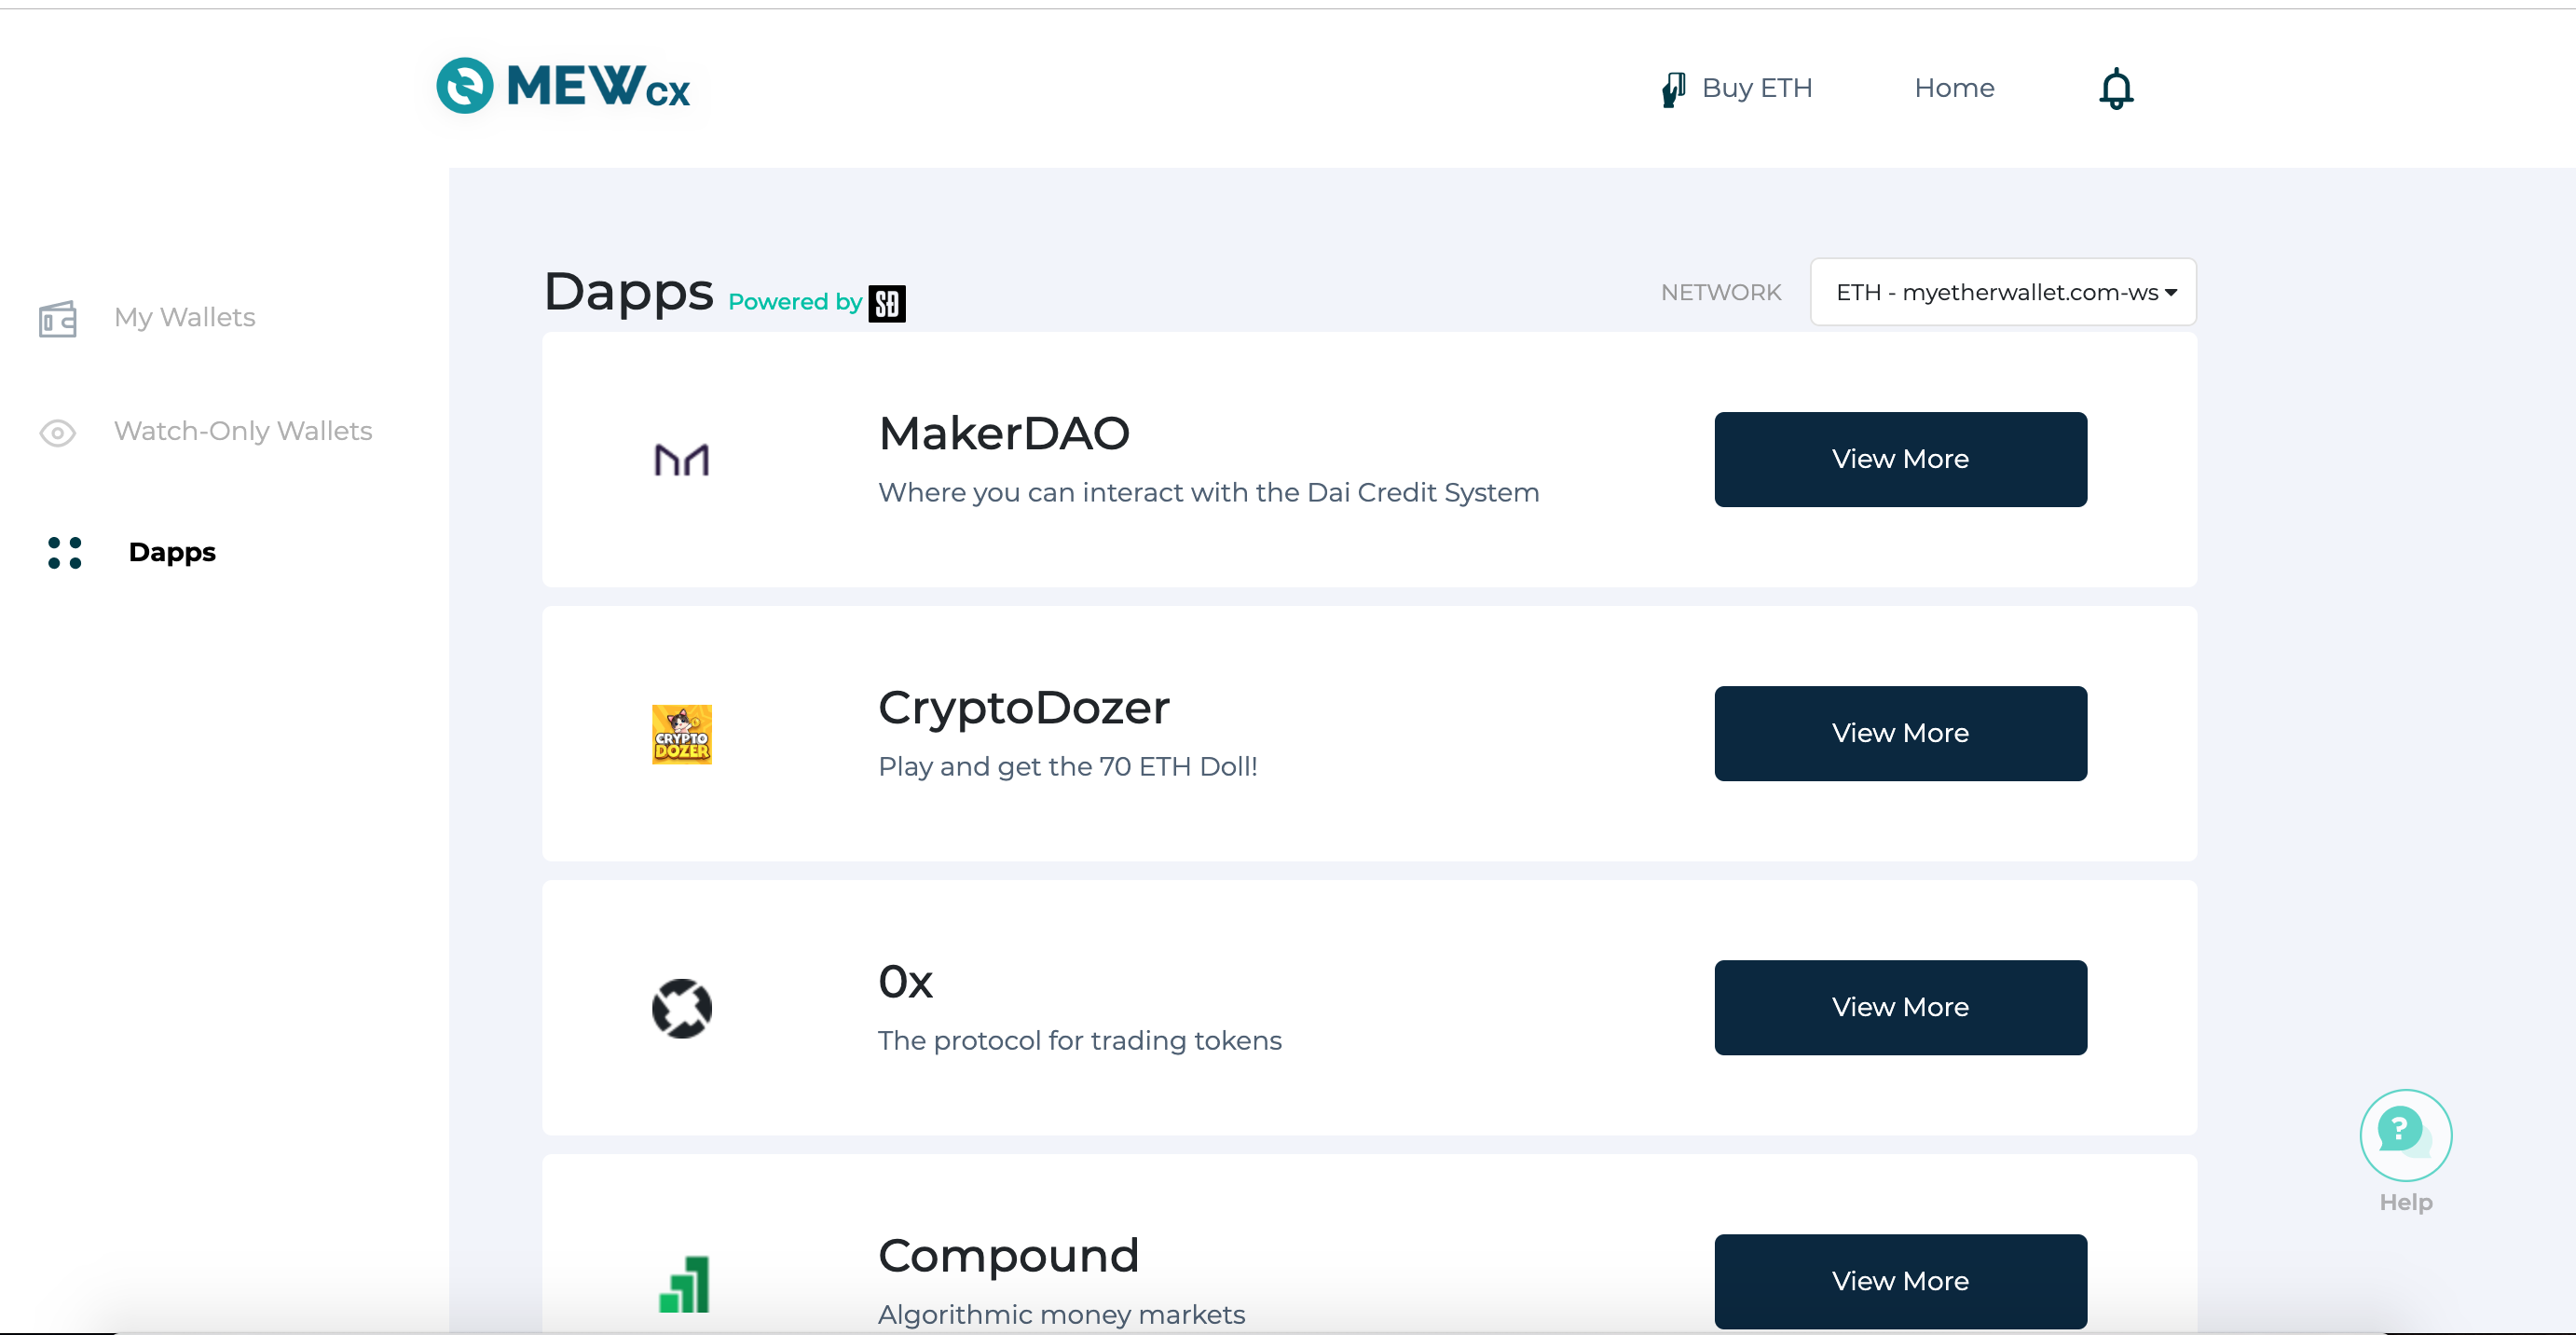 MEWcx
Buy ETH
Home
My Wallets
Watch-Only Wallets
Dapps
Dapps Powered by SD
NETWORK
ETH - myetherwallet.com-ws
MakerDAO
Where you can interact with the Dai Credit System
View More
CRYPTO
DOZER
CryptoDozer
Play and get the 70 ETH Doll!
View More
0x
The protocol for trading tokens
View More
Compound
Algorithmic money markets
View More
?
Help